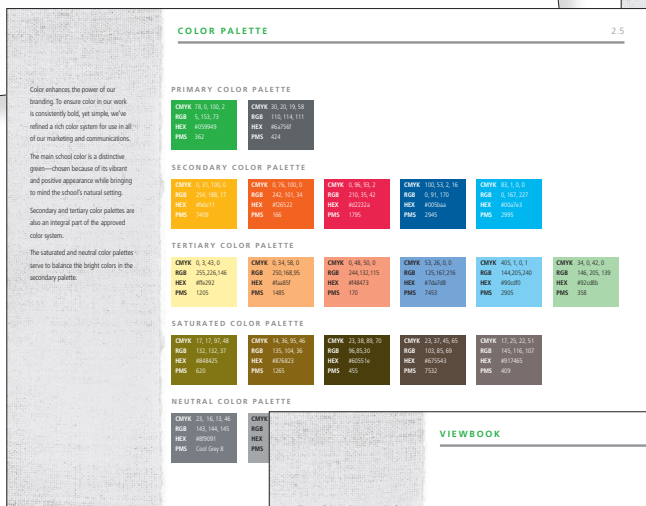 COLOR PALETTE
2.5
Color enhances the power of our
branding. To ensure color in our work
is consistently bold, yet simple, we've
refined a rich color system for use in all
of our marketing and communications.
The main school color is a distinctive
green—chosen because of its vibrant
and positive appearance while bringing
to mind the school's natural setting.
Secondary and tertiary color palettes are
also an integral part of the approved
color system.
The saturated and neutral color palettes
serve to balance the bright colors in the
secondary palette.
PRIMARY COLOR PALETTE
CMYK 78, 0, 100, 2
RGB 5, 153, 73
HEX #059949
PMS 362
CMYK 30, 20, 19, 58
RGB 110, 114, 111
HEX #6a756f
PMS 424
SECONDARY COLOR PALETTE
CMYK 0, 31, 100, 0
RGB 254, 188, 17
HEX #febc11
PMS 7409
CMYK 0, 76, 100, 0
RGB 242, 101, 34
HEX #f26522
PMS 166
CMYK 0, 96, 93, 2
RGB 210, 35, 42
HEX #d2232a
PMS 1795
CMYK 100, 53, 2, 16
RGB 0, 91, 170
HEX #005baa
PMS 2945
CMYK 83, 1, 0, 0
RGB 0, 167, 227
HEX #00a7e3
PMS 2995
TERTIARY COLOR PALETTE
CMYK 0, 3, 43, 0
RGB 255,226,146
HEX #ffe292
PMS 1205
CMYK 0, 34, 58, 0
RGB 250,168,95
HEX #faa85f
PMS 1485
CMYK 0, 48, 50, 0
RGB 244,132,115
HEX #f48473
PMS 170
CMYK 53, 26, 0, 0
RGB 125,167,216
HEX #7da7d8
PMS 7453
CMYK 405, 1, 0, 1
RGB 144,205,240
HEX #90cdf0
PMS 2905
CMYK 34, 0, 42, 0
RGB 146, 205, 139
HEX #92cd8b
PMS 358
SATURATED COLOR PALETTE
CMYK 17, 17, 97, 48
RGB 132, 132, 37
HEX #848425
PMS 620
CMYK 14, 36, 95, 46
RGB 135, 104, 36
HEX #876823
PMS 1265
CMYK 23, 38, 89, 70
RGB 96,85,30
HEX #60551e
PMS 455
CMYK 23, 37, 45, 65
RGB 103, 85, 69
HEX #675543
PMS 7532
CMYK 17, 25, 22, 51
RGB 145, 116, 107
HEX #917465
PMS 409
NEUTRAL COLOR PALETTE
CMYK 23, 16, 13, 46
RGB 143, 144, 145
HEX #8f9091
PMS Cool Grey 8
CMYK
RGB
HEX
PMS
VIEWBOOK